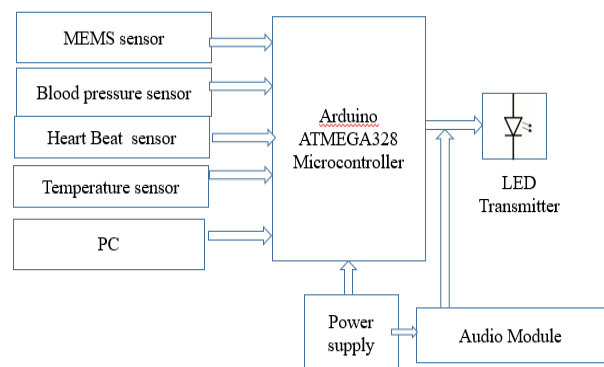 MEMS sensor
Blood pressure sensor
Heart Beat sensor
Temperature sensor
PC
Arduino
ATMEGA328
Microcontroller
LED
Transmitter
Power
supply
Audio Module